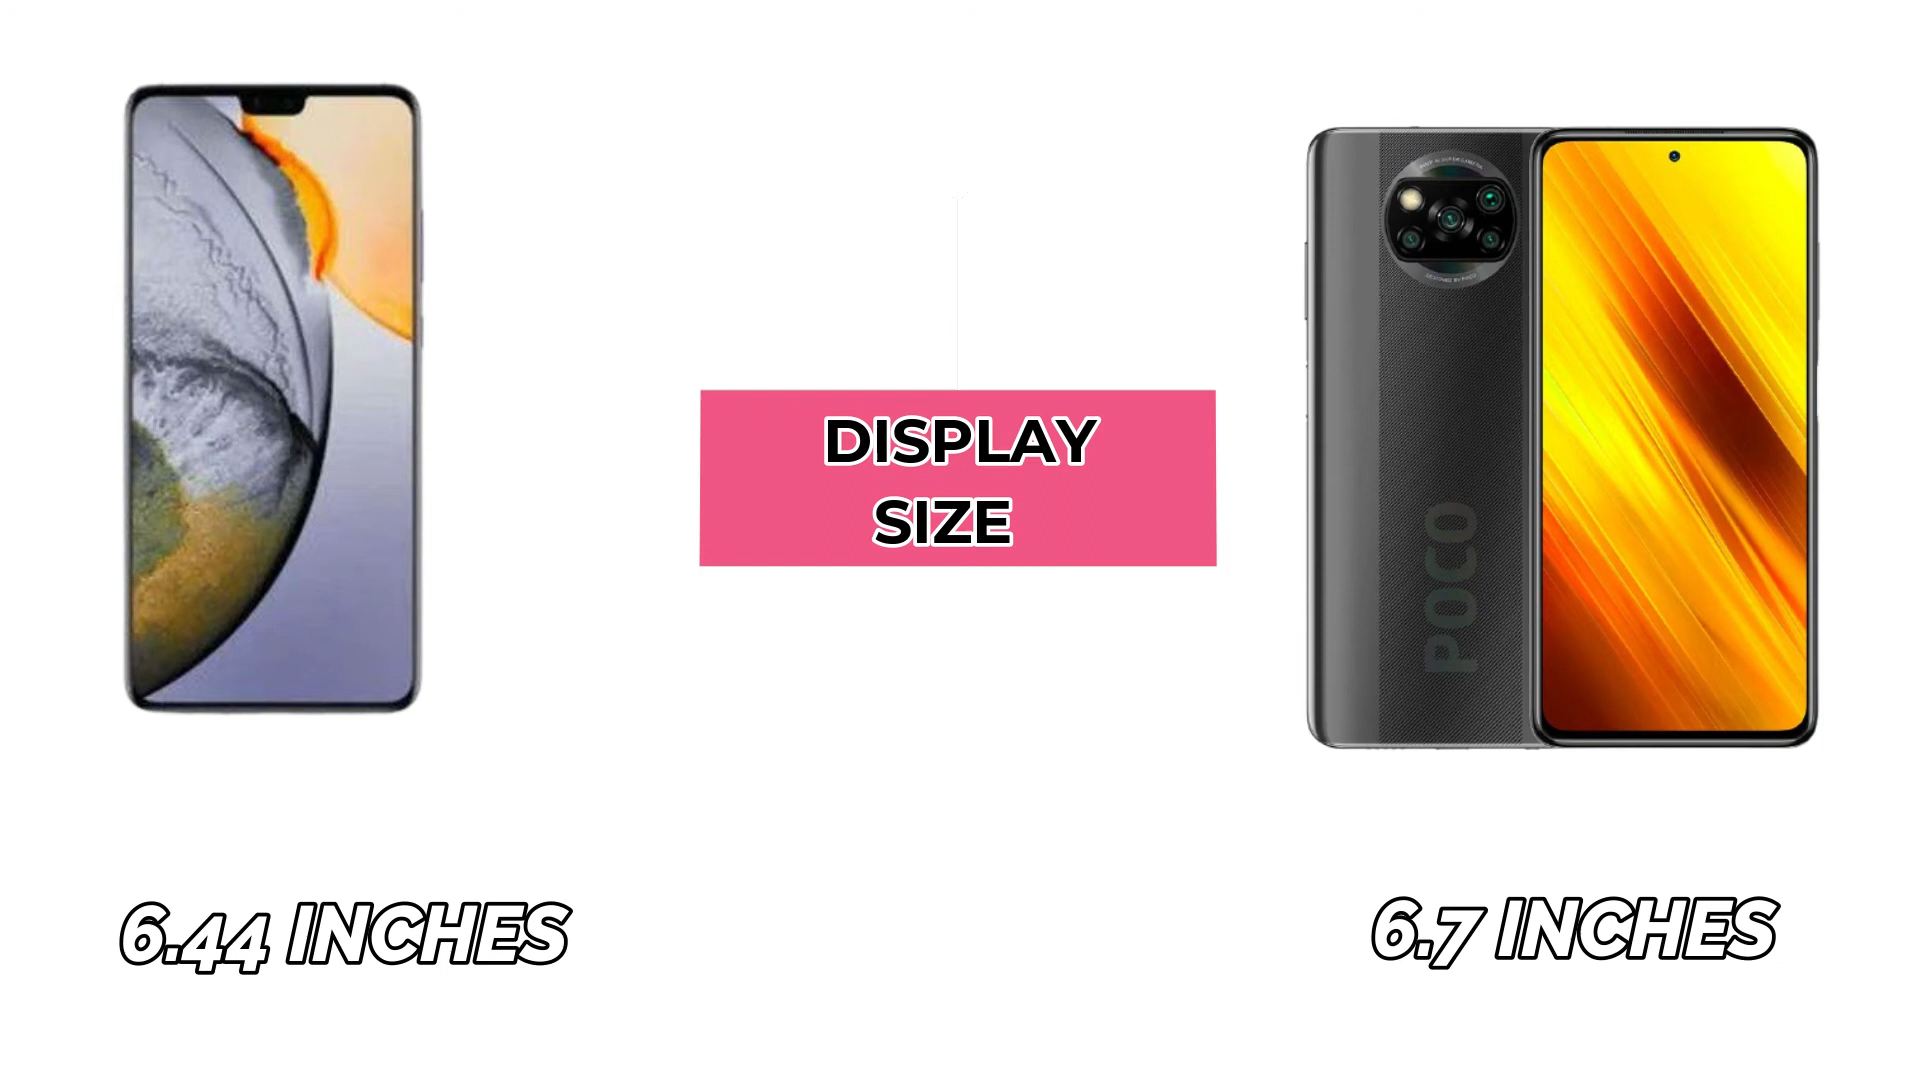 DISPLAY
SIZE
POCO
6.44 INCHES
6.7 INCHES